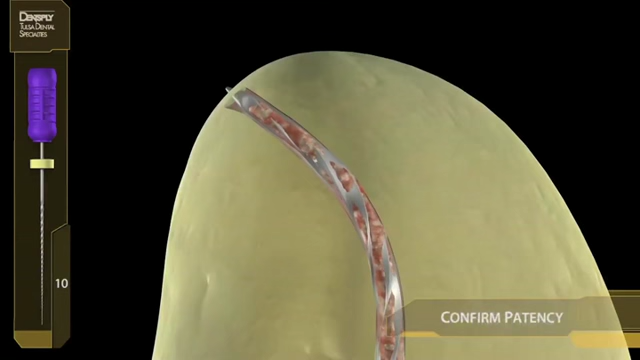 DENTSPLY
TULSA DENTAL
SPECIALTIES
10
CONFIRM PATENCY